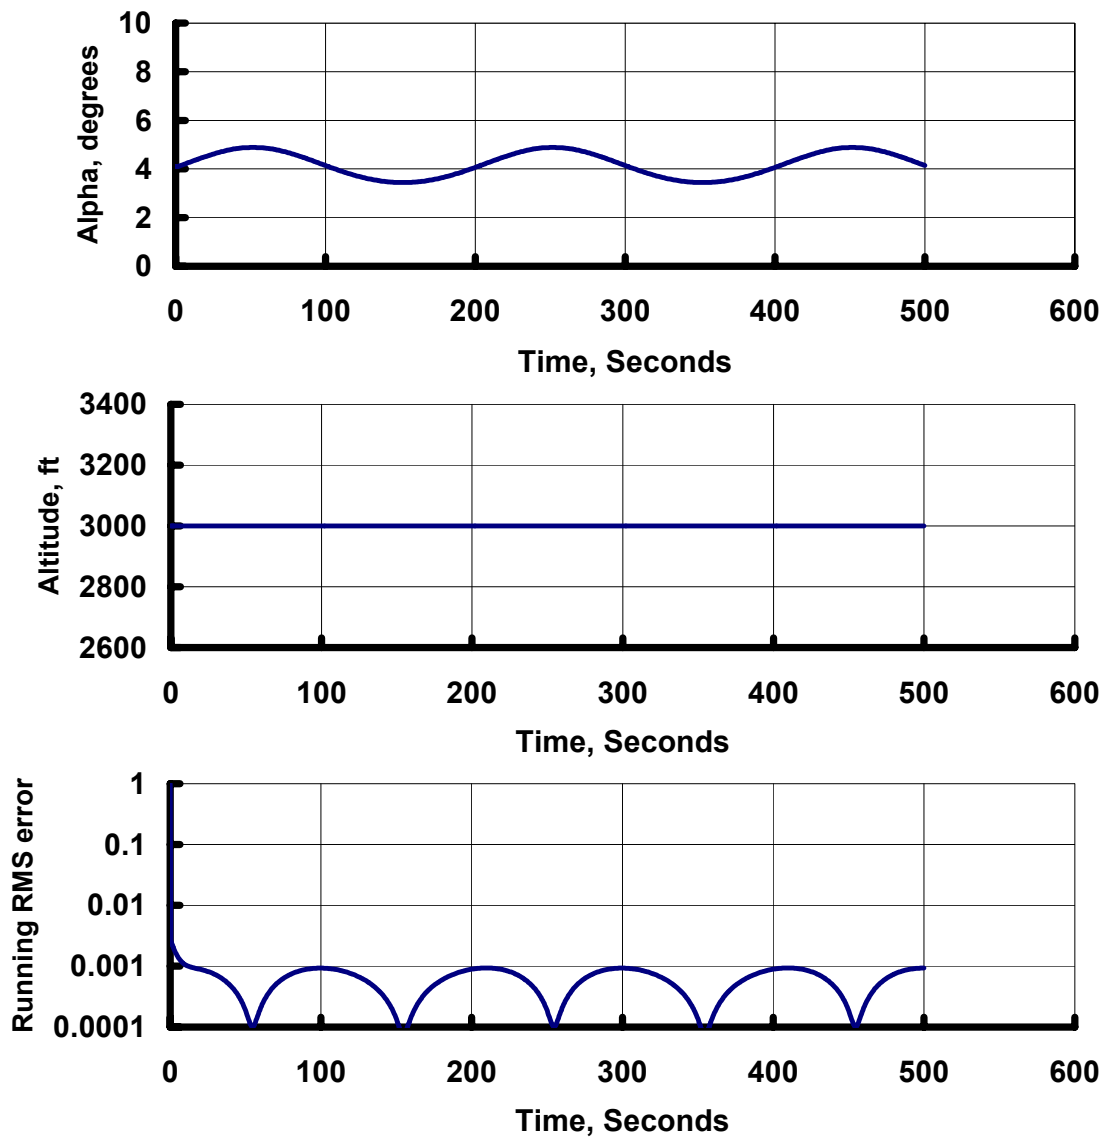 10
8
6
4
2
0
Alpha, degrees
0 100 200 300 400 500 600
Time, Seconds
3400
3200
3000
2800
2600
Altitude, ft
0 100 200 300 400 500 600
Time, Seconds
1
0.1
0.01
0.001
0.0001
Running RMS error
0 100 200 300 400 500 600
Time, Seconds